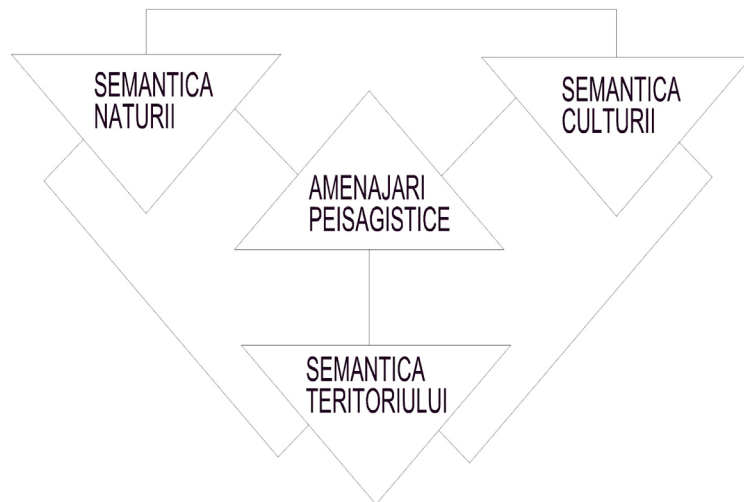 SEMANTICA
NATURII
SEMANTICA
CULTURII
AMENAJARI
PEISAGISTICE
SEMANTICA
TERITORIULUI